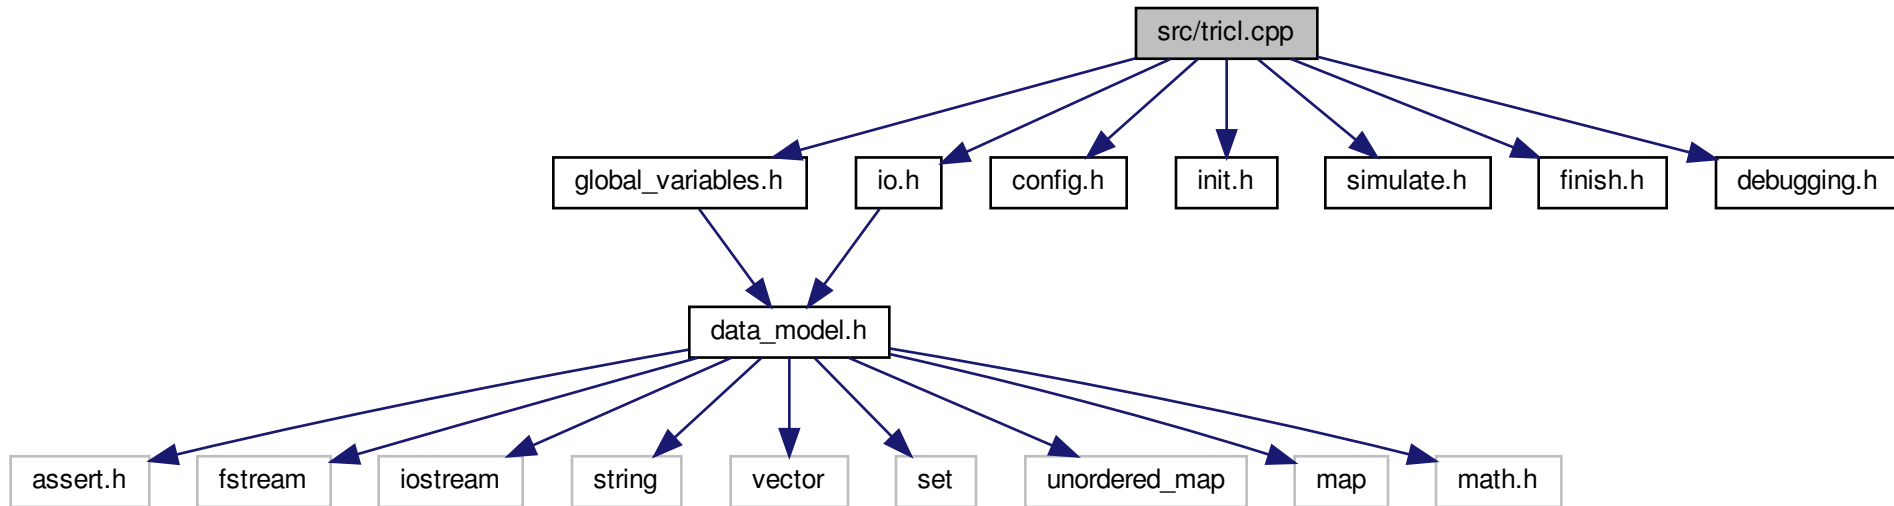 src/tricl.cpp
global_variables.h
io.h
config.h
init.h
simulate.h
finish.h
debugging.h
data_model.h
assert.h
fstream
iostream
string
vector
set
unordered_map
map
math.h